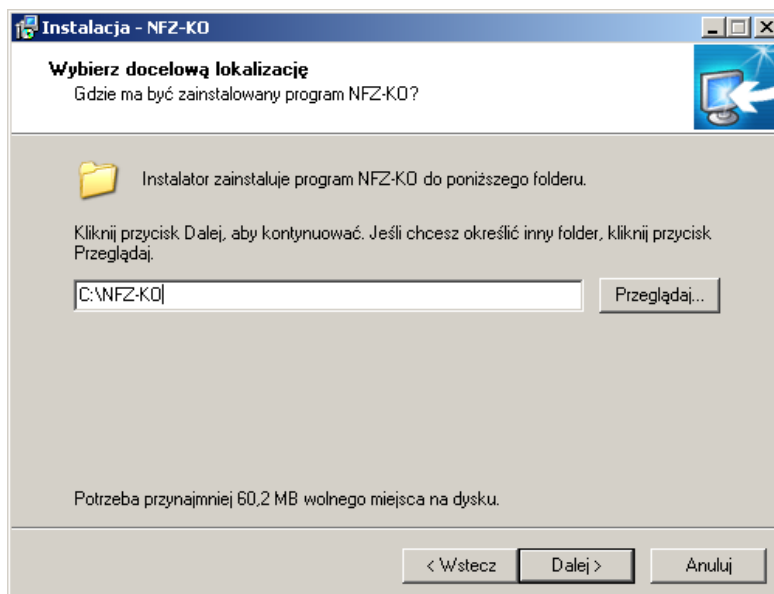 Instalacja - NFZ-KO
Wybierz docelową lokalizację
Gdzie ma być zainstalowany program NFZ-KO?
Instalator zainstaluje program NFZ-KO do poniższego folderu.
Kliknij przycisk Dalej, aby kontynuować. Jeśli chcesz określić inny folder, kliknij przycisk
Przeglądaj.
C:\NFZ-KO
Przeglądaj...
Potrzeba przynajmniej 60,2 MB wolnego miejsca na dysku.
< Wstecz
Dalej >
Anuluj